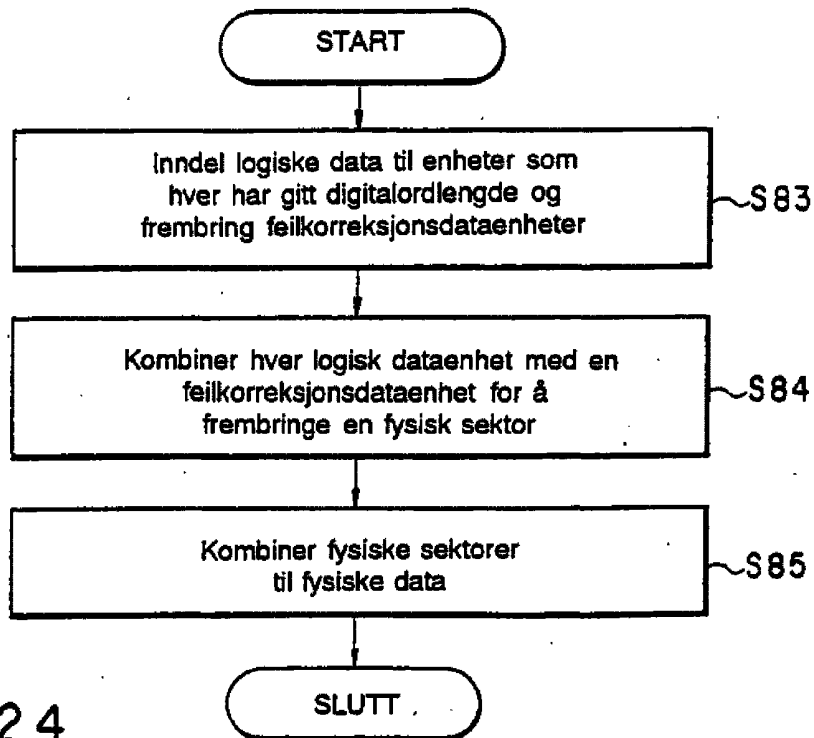 START
Inndel logiske data til enheter som
hver har gitt digitalordlengde og
frembring feilkorreksjonsdataenheter
S83
Kombiner hver logisk dataenhet med en
feilkorreksjonsdataenhet for å
frembringe en fysisk sektor
S84
Kombiner fysiske sektorer
til fysiske data
S85
SLUTT
24